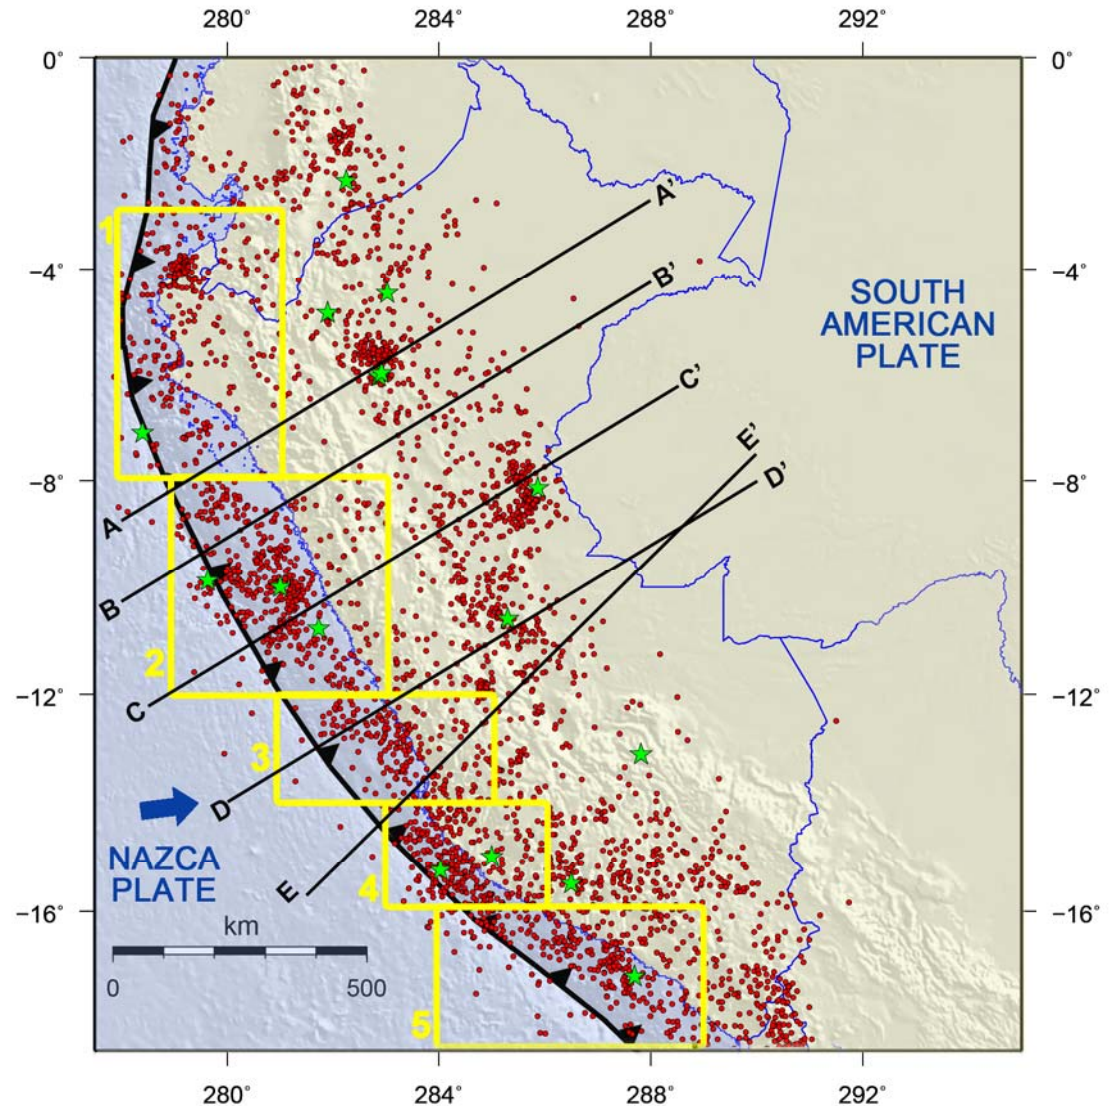 280° 284° 288° 292°
0° 0°
A'
1
−4° B' −4°
SOUTH
AMERICAN
PLATE
C'
E'
D'
−8° −8°
A
B
2
C
−12° −12°
3
D
NAZCA
PLATE
E
4
−16° −16°
km
0 500
5
280° 284° 288° 292°